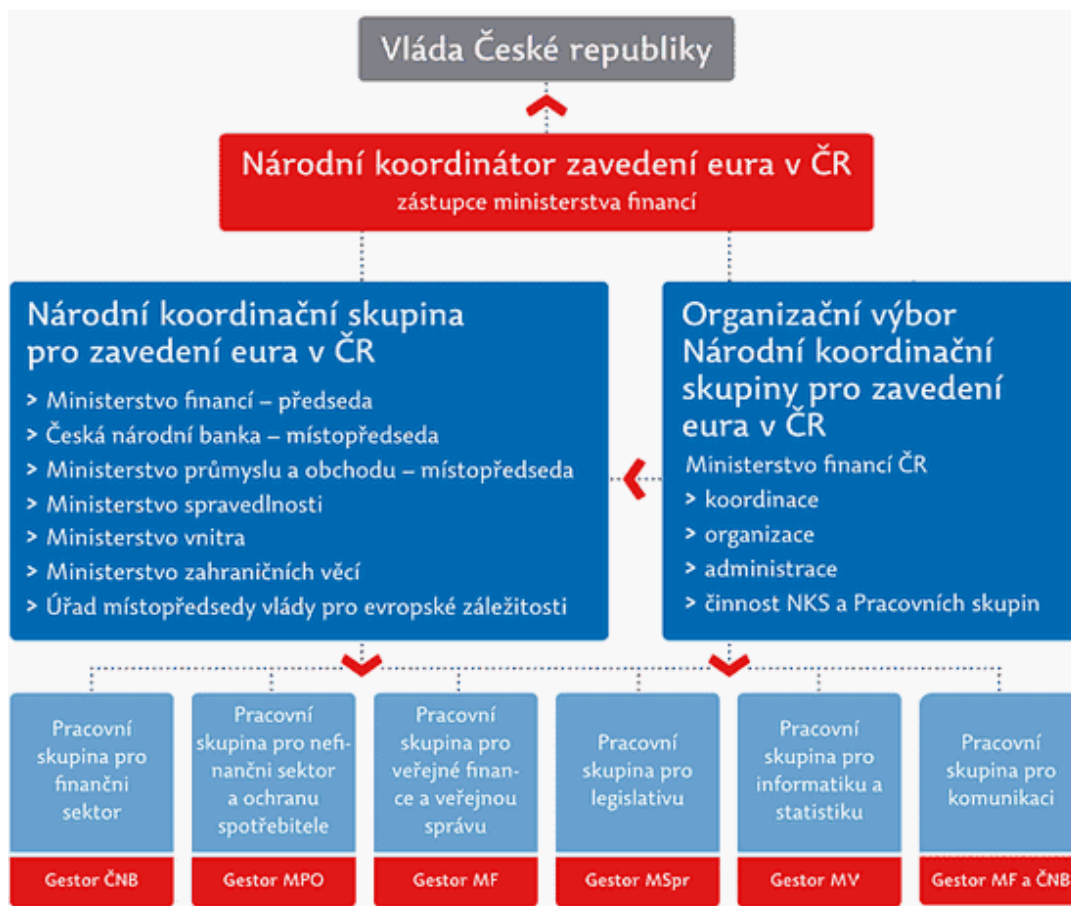 Vláda České republiky
Národní koordinátor zavedení eura v ČR
zástupce ministerstva financí
Národní koordinační skupina
pro zavedení eura v ČR
> Ministerstvo financí – předseda
> Česká národní banka – místopředseda
> Ministerstvo průmyslu a obchodu – místopředseda
> Ministerstvo spravedlnosti
> Ministerstvo vnitra
> Ministerstvo zahraničních věcí
> Úřad místopředsedy vlády pro evropské záležitosti
Organizační výbor
Národní koordinační
skupiny pro zavedení
eura v ČR
Ministerstvo financí ČR
> koordinace
> organizace
> administrace
> činnost NKS a Pracovních skupin
Pracovní
skupina pro
finančni
sektor
Gestor ČNB
Pracovní
skupina pro nefi-
nančni sektor
a ochranu
spotřebitele
Gestor MPO
Pracovní
skupina pro
veřejné finan-
ce a veřejnou
správu
Gestor MF
Pracovní
skupina pro
legislativu
Gestor MSpr
Pracovní
skupina pro
informatiku a
statistiku
Gestor MV
Pracovní
skupina pro
komunikaci
Gestor MF a ČNB